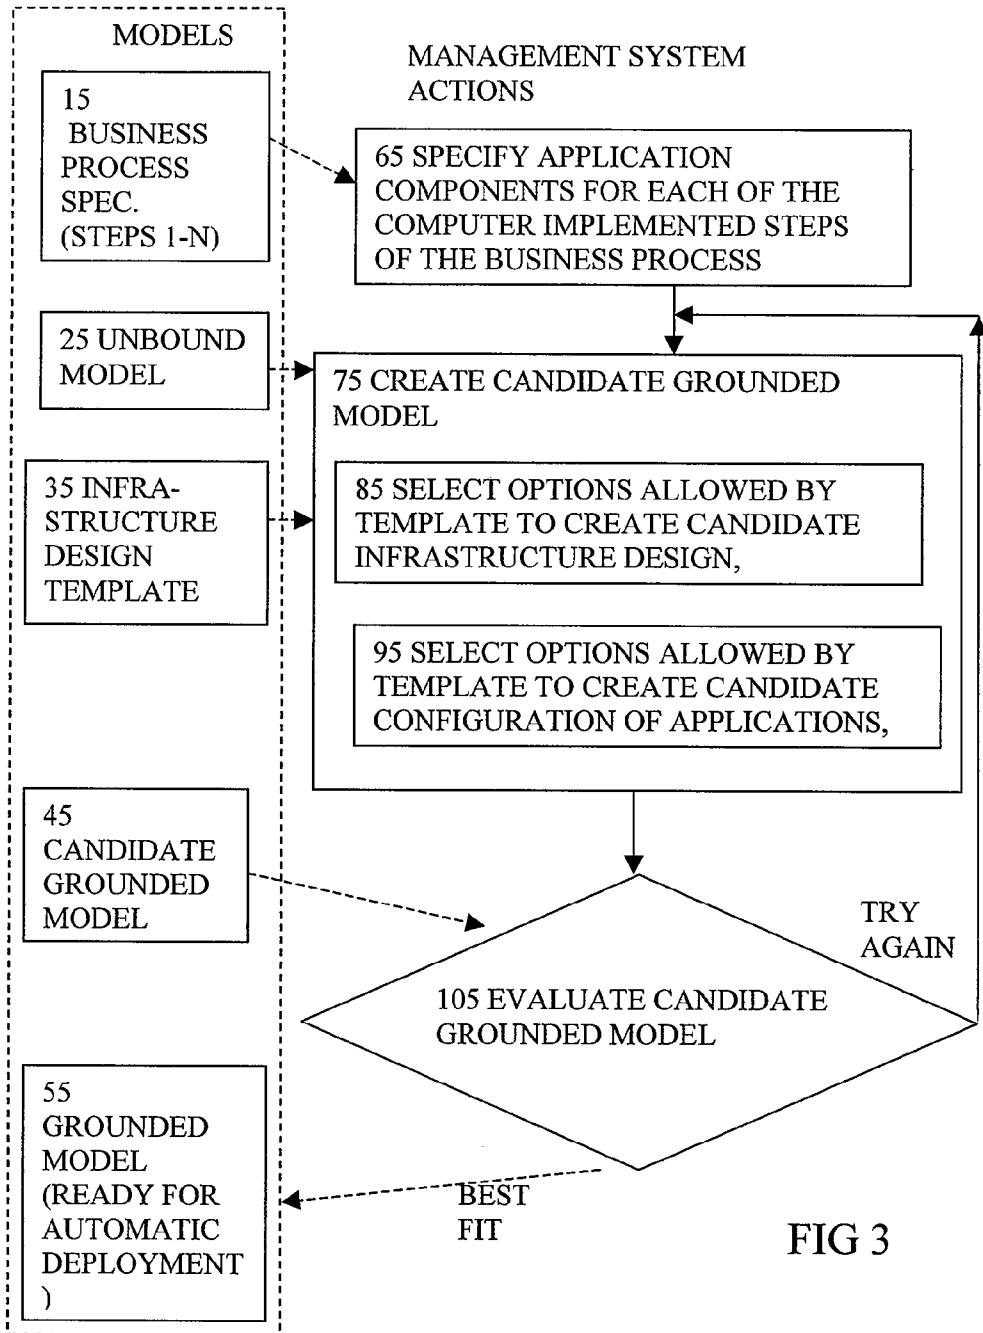 MODELS
15
BUSINESS
PROCESS
SPEC.
(STEPS 1-N)
25 UNBOUND
MODEL
35 INFRA-
STRUCTURE
DESIGN
TEMPLATE
45
CANDIDATE
GROUNDED
MODEL
55
GROUNDED
MODEL
(READY FOR
AUTOMATIC
DEPLOYMENT
)
MANAGEMENT SYSTEM
ACTIONS
65 SPECIFY APPLICATION
COMPONENTS FOR EACH OF THE
COMPUTER IMPLEMENTED STEPS
OF THE BUSINESS PROCESS
75 CREATE CANDIDATE GROUNDED
MODEL
85 SELECT OPTIONS ALLOWED BY
TEMPLATE TO CREATE CANDIDATE
INFRASTRUCTURE DESIGN,
95 SELECT OPTIONS ALLOWED BY
TEMPLATE TO CREATE CANDIDATE
CONFIGURATION OF APPLICATIONS,
TRY
AGAIN
105 EVALUATE CANDIDATE
GROUNDED MODEL
BEST
FIT
FIG 3